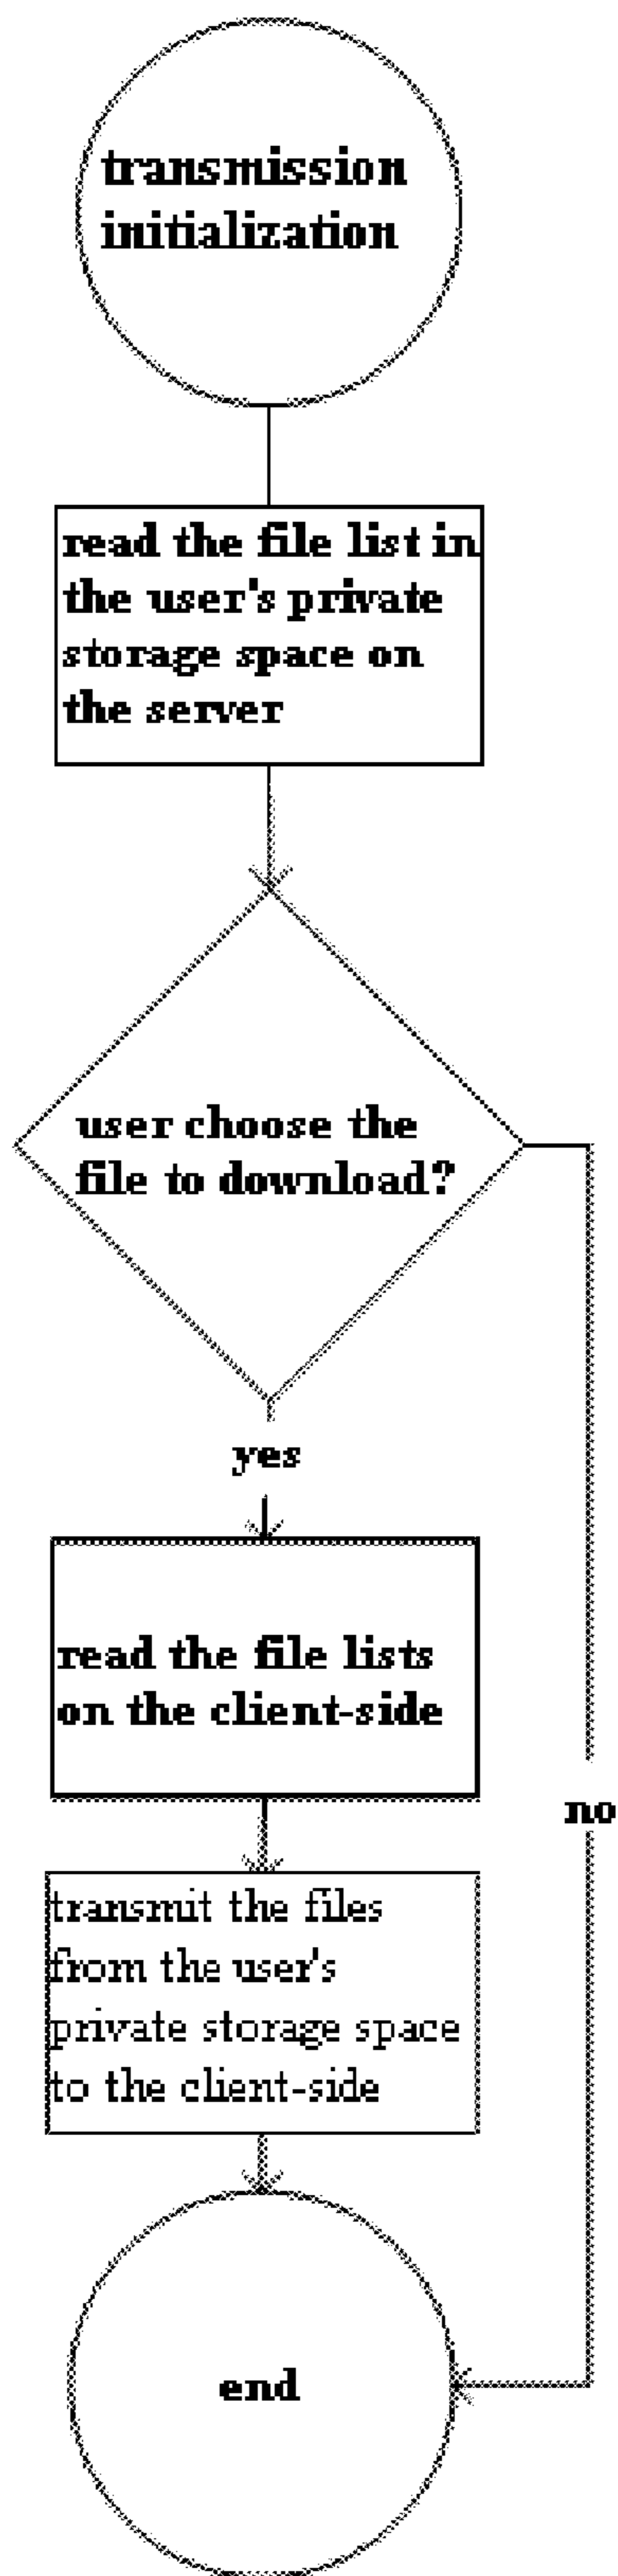 transmission
initialization
read the file list in
the user's private
storage space on
the server
user choose the
file to download?
yes
read the file lists
on the client-side
no
transmit the files
from the user's
private storage space
to the client-side
end